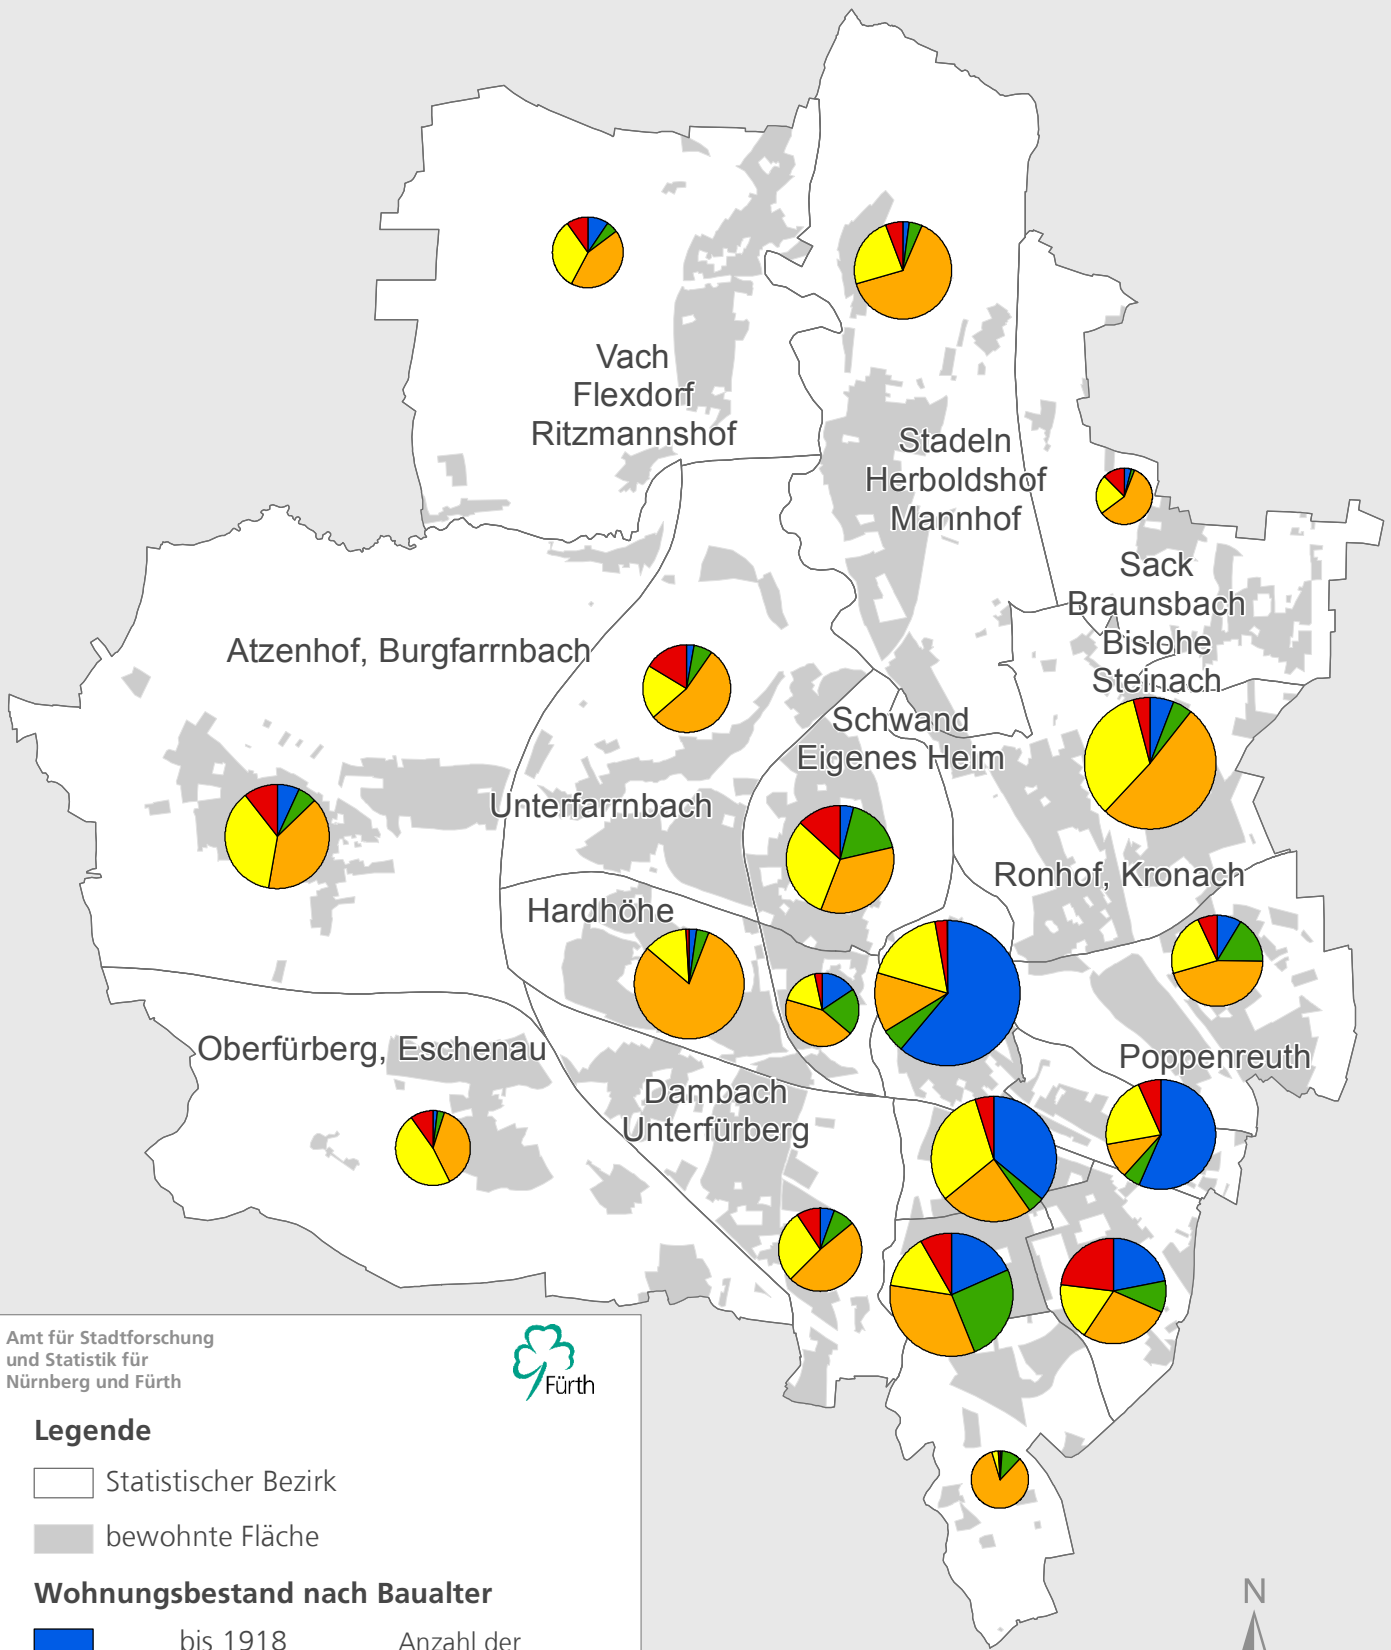 Vach
Flexdorf
Ritzmannshof
Stadeln
Herboldshof
Mannhof
Sack
Braunsbach
Bislohe
Steinach
Atzenhof, Burgfarrnbach
Schwand
Eigenes Heim
Unterfarrnbach
Ronhof, Kronach
Hardhöhe
Oberfürberg, Eschenau
Poppenreuth
Dambach
Unterfürberg
Amt für Stadtforschung
und Statistik für
Nürnberg und Fürth
Fürth
Legende
Statistischer Bezirk
bewohnte Fläche
Wohnungsbestand nach Baualter
bis 1918 Anzahl der
N